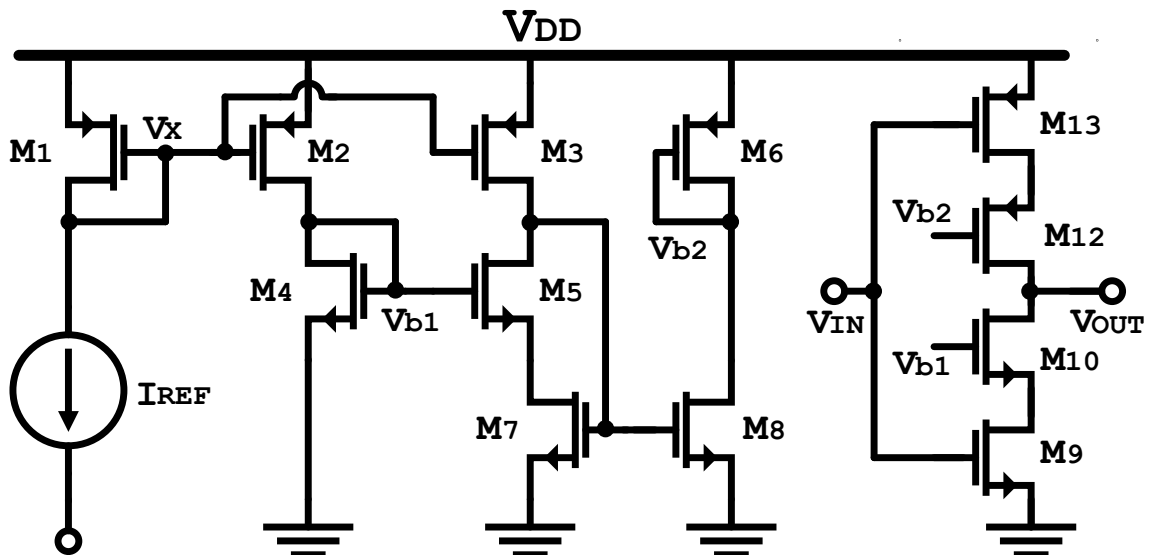 VDD
M1
VX
M2
M3
M6
M13
Vb2
M12
Vb2
M4
Vb1
M5
VIN
VOUT
Vb1
M10
IREF
M7
M8
M9